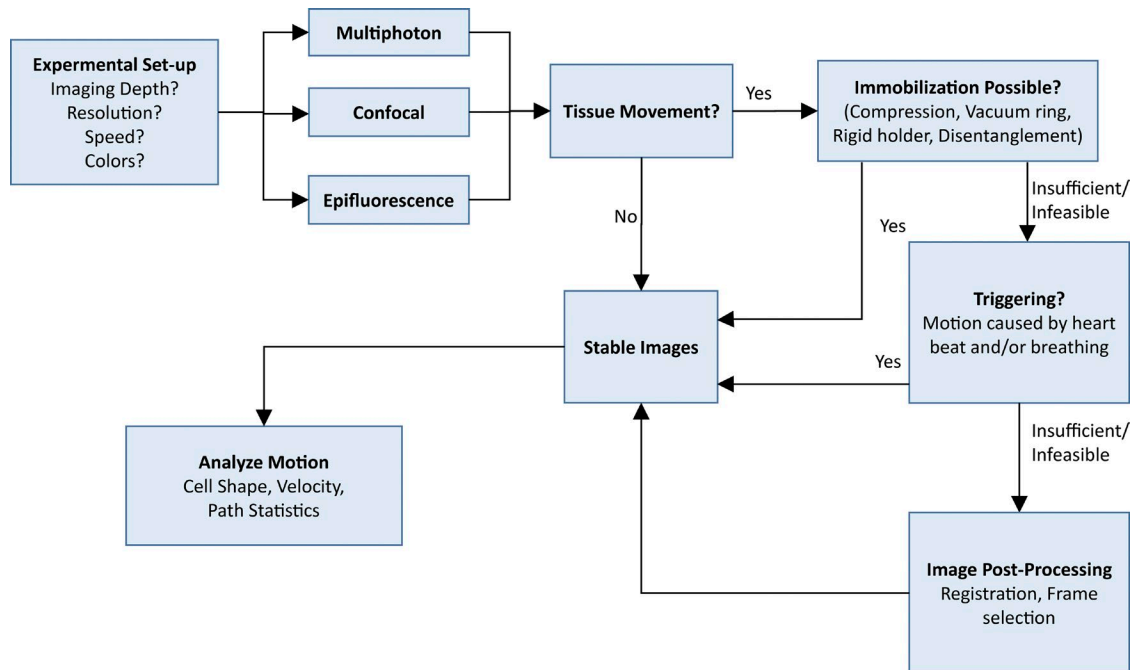 Expermental Set-up
Imaging Depth?
Resolution?
Speed?
Colors?
Multiphoton
Confocal
Epifluorescence
Tissue Movement?
Yes
Immobilization Possible?
(Compression, Vacuum ring,
Rigid holder, Disentanglement)
No
Yes
Insufficient/
Infeasible
Triggering?
Motion caused by heart
beat and/or breathing
Stable Images
Yes
Insufficient/
Infeasible
Analyze Motion
Cell Shape, Velocity,
Path Statistics
Image Post-Processing
Registration, Frame
selection